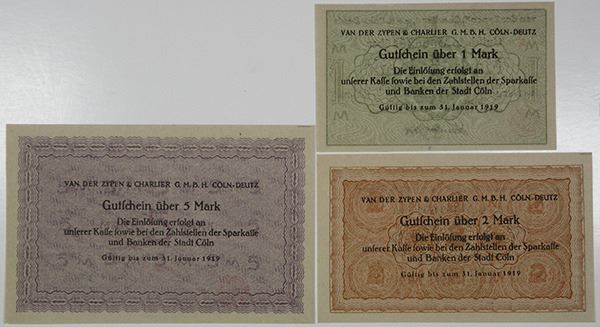 VAN DER ZYPEN & CHARLIER G. M. B. H. CÖLN-DEUTZ
Gutschein über 1 Mark
Die Einlösung erfolgt an
unserer Kasse sowie bei den Zahlstellen der Sparkasse
und Banken der Stadt Cöln
Gültig bis zum 31. Januar 1919
VAN DER ZYPEN & CHARLIER G. M. B. H. CÖLN-DEUTZ
Gutschein über 5 Mark
Die Einlösung erfolgt an
unserer Kasse sowie bei den Zahlstellen der Sparkasse
und Banken der Stadt Cöln
Gültig bis zum 31. Januar 1919
VAN DER ZYPEN & CHARLIER G. M. B. H. CÖLN-DEUTZ
Gutschein über 2 Mark
Die Einlösung erfolgt an
unserer Kasse sowie bei den Zahlstellen der Sparkasse
und Banken der Stadt Cöln
Gültig bis zum 31. Januar 1919